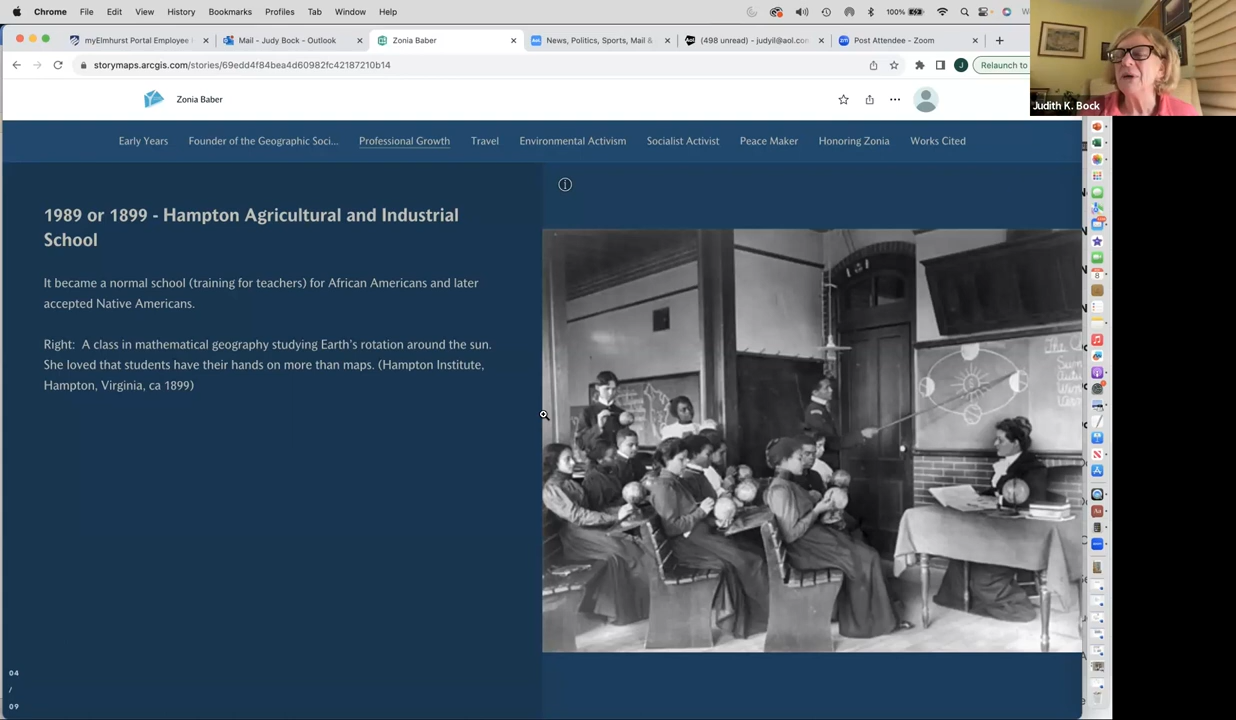 Chrome File Edit View History Bookmarks Profiles Tab Window Help
100%
myElmhurst Portal Employee
Mail - Judy Bock - Outlook
Zonia Baber
News, Politics, Sports, Mail &
(498 unread) - judyil@aol.com
Post Attendee - Zoom
storymaps.arcgis.com/stories/69edd4f84bea4d60982fc42187210b14
Relaunch to
Judith K. Bock
Zonia Baber
Early Years
Founder of the Geographic Soci...
Professional Growth
Travel
Environmental Activism
Socialist Activist
Peace Maker
Honoring Zonia
Works Cited
1989 or 1899 - Hampton Agricultural and Industrial
School
It became a normal school (training for teachers) for African Americans and later
accepted Native Americans.
Right: A class in mathematical geography studying Earth's rotation around the sun.
She loved that students have their hands on more than maps. (Hampton Institute,
Hampton, Virginia, ca 1899)
04
/
09